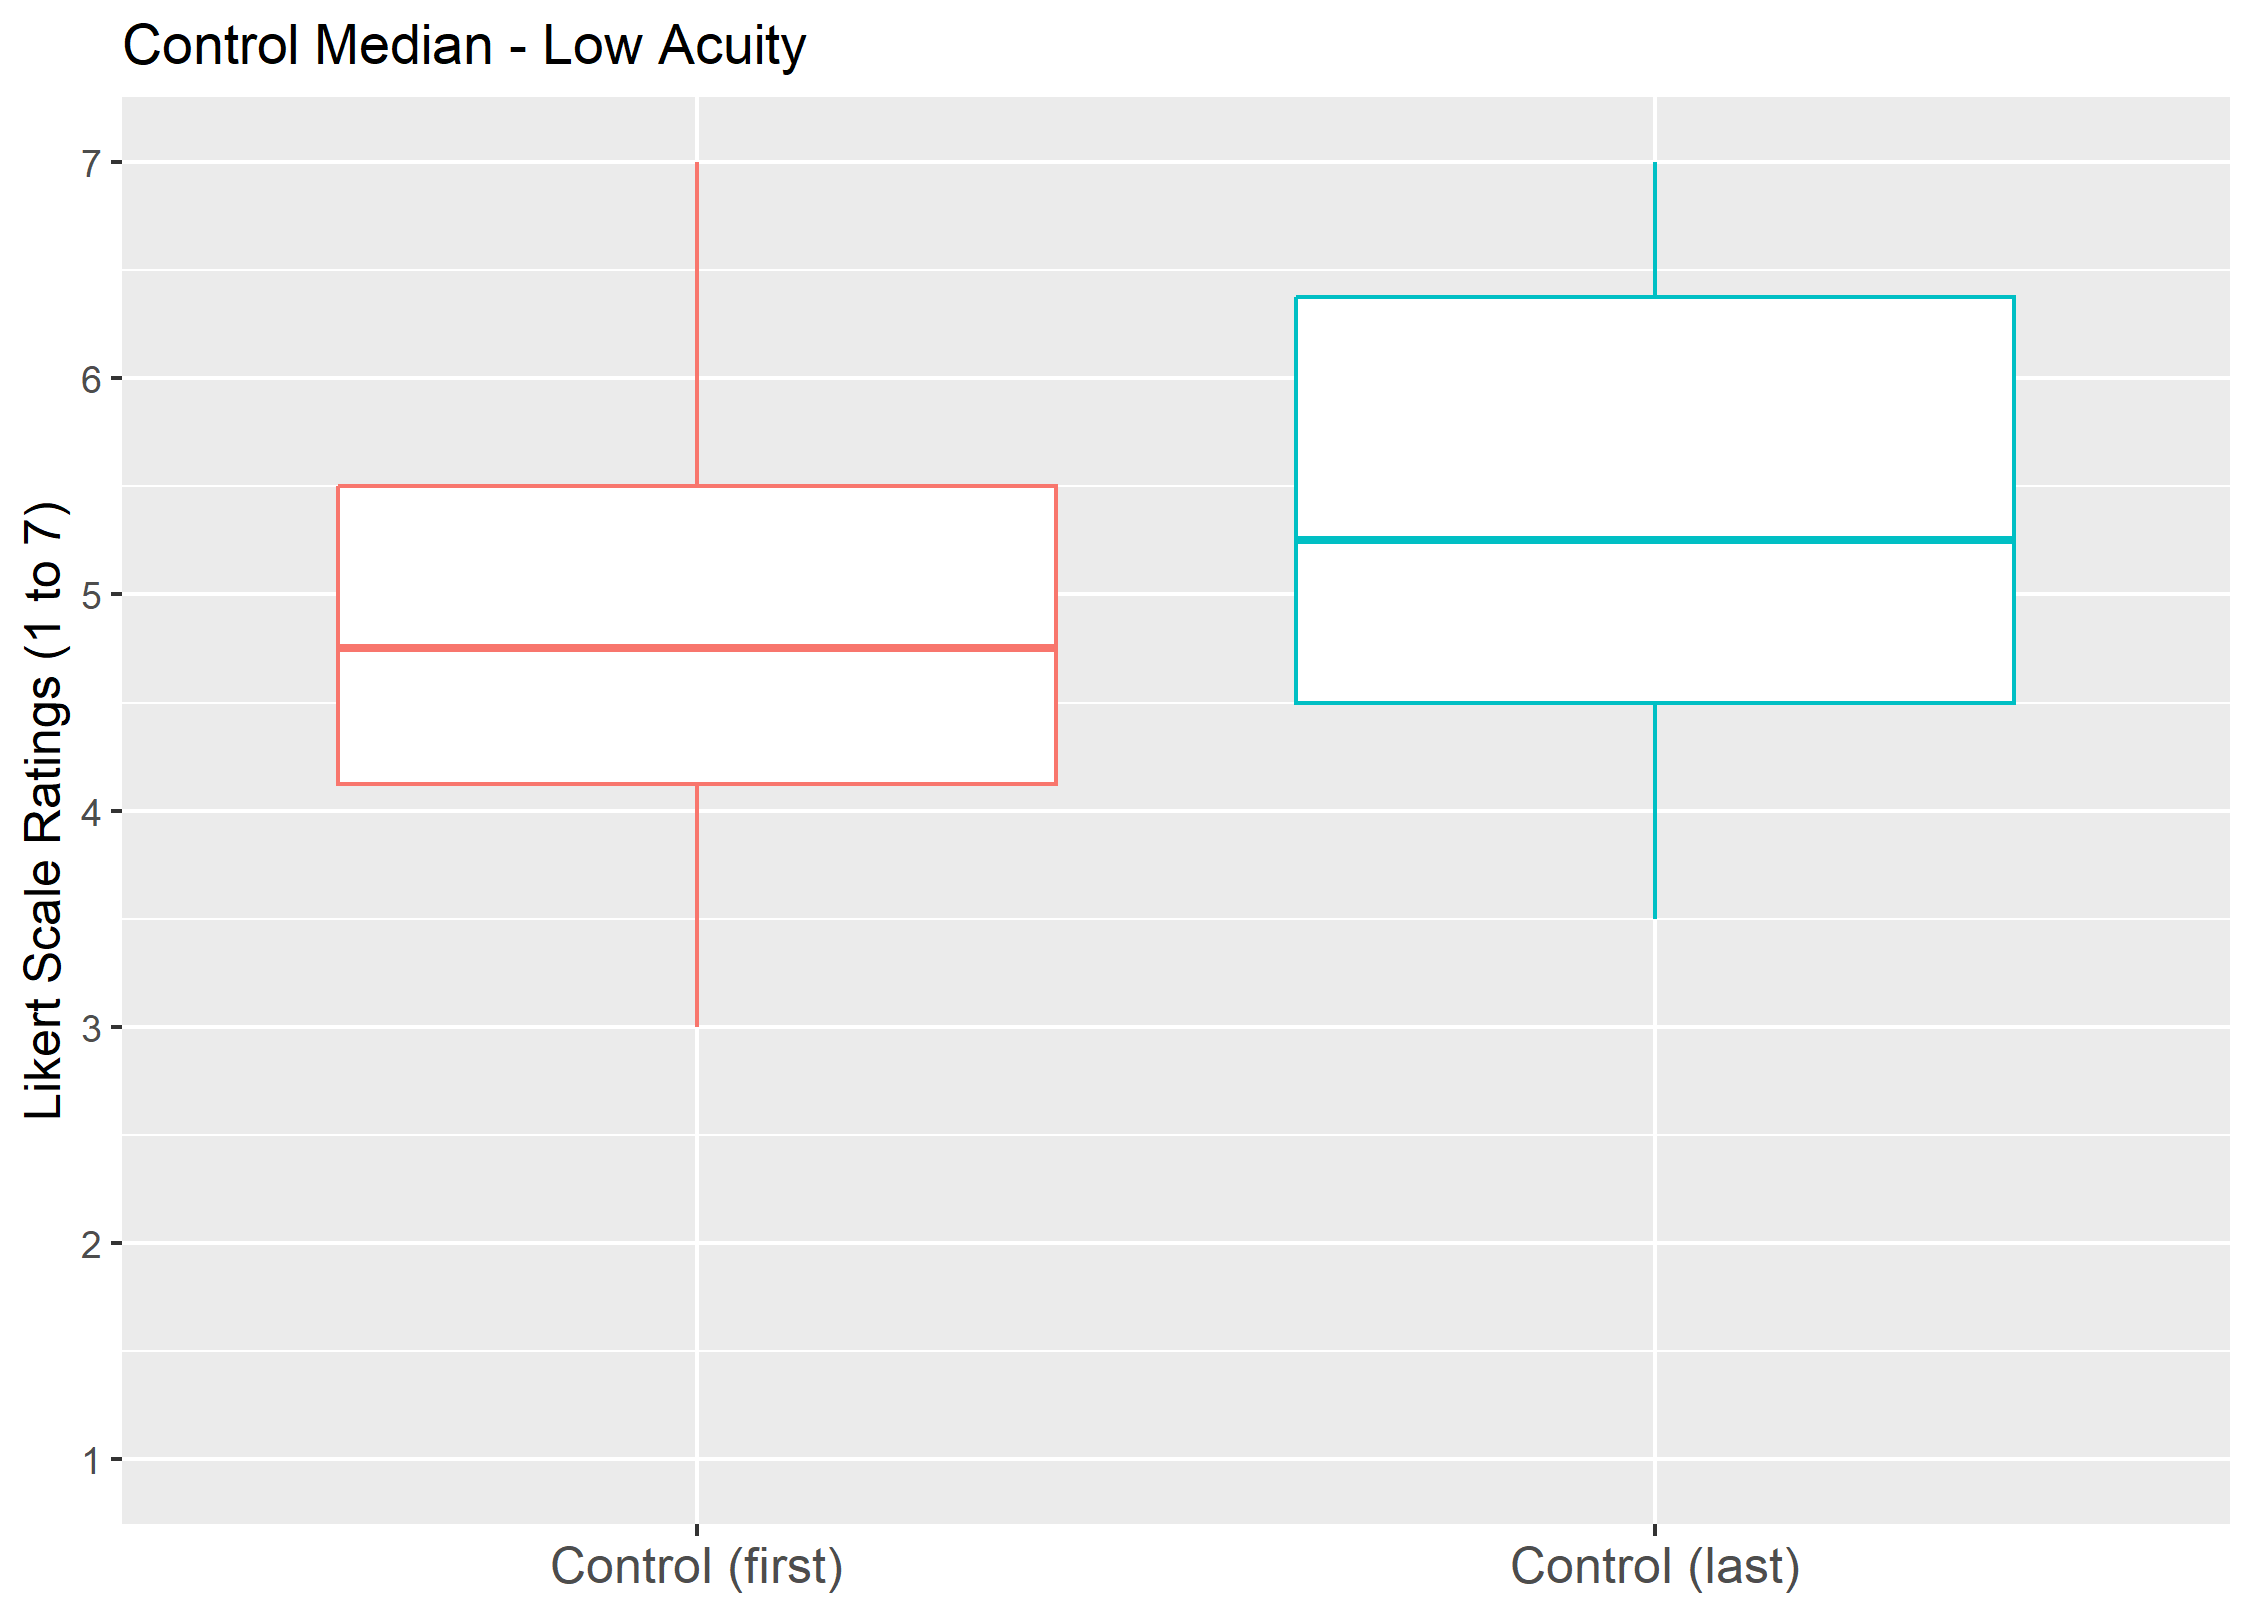 Control Median - Low Acuity
Likert Scale Ratings (1 to 7)
7
6
5
4
3
2
1
Control (first)
Control (last)